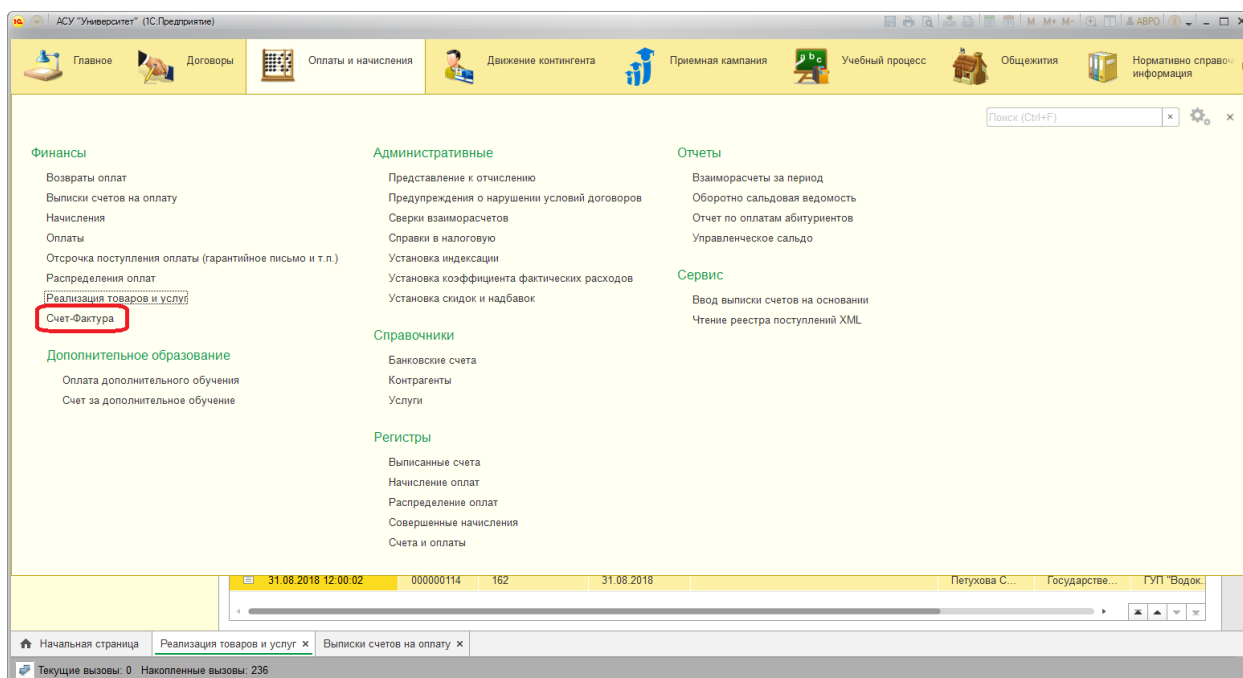 АСУ "Университет" (1С:Предприятие)
M M+ M-
АВРО
Главное
Договоры
Оплаты и начисления
Движение контингента
Приемная кампания
Учебный процесс
Общежития
Нормативно справоч
информация
Поиск (Ctrl+F)
Финансы
Возвраты оплат
Выписки счетов на оплату
Начисления
Оплаты
Отсрочка поступления оплаты (гарантийное письмо и т.п.)
Распределения оплат
Реализация товаров и услуг
Счет-Фактура
Дополнительное образование
Оплата дополнительного обучения
Счет за дополнительное обучение
Административные
Представление к отчислению
Предупреждения о нарушении условий договоров
Сверки взаиморасчетов
Справки в налоговую
Установка индексации
Установка коэффициента фактических расходов
Установка скидок и надбавок
Справочники
Банковские счета
Контрагенты
Услуги
Регистры
Выписанные счета
Начисление оплат
Распределение оплат
Совершенные начисления
Счета и оплаты
Отчеты
Взаиморасчеты за период
Оборотно сальдовая ведомость
Отчет по оплатам абитуриентов
Управленческое сальдо
Сервис
Ввод выписки счетов на основании
Чтение реестра поступлений XML
31.08.2018 12:00:02 000000114 162 31.08.2018 Петухова С... Государстве... ГУП "Водок..
Начальная страница Реализация товаров и услуг Выписки счетов на оплату
Текущие вызовы: 0 Накопленные вызовы: 236